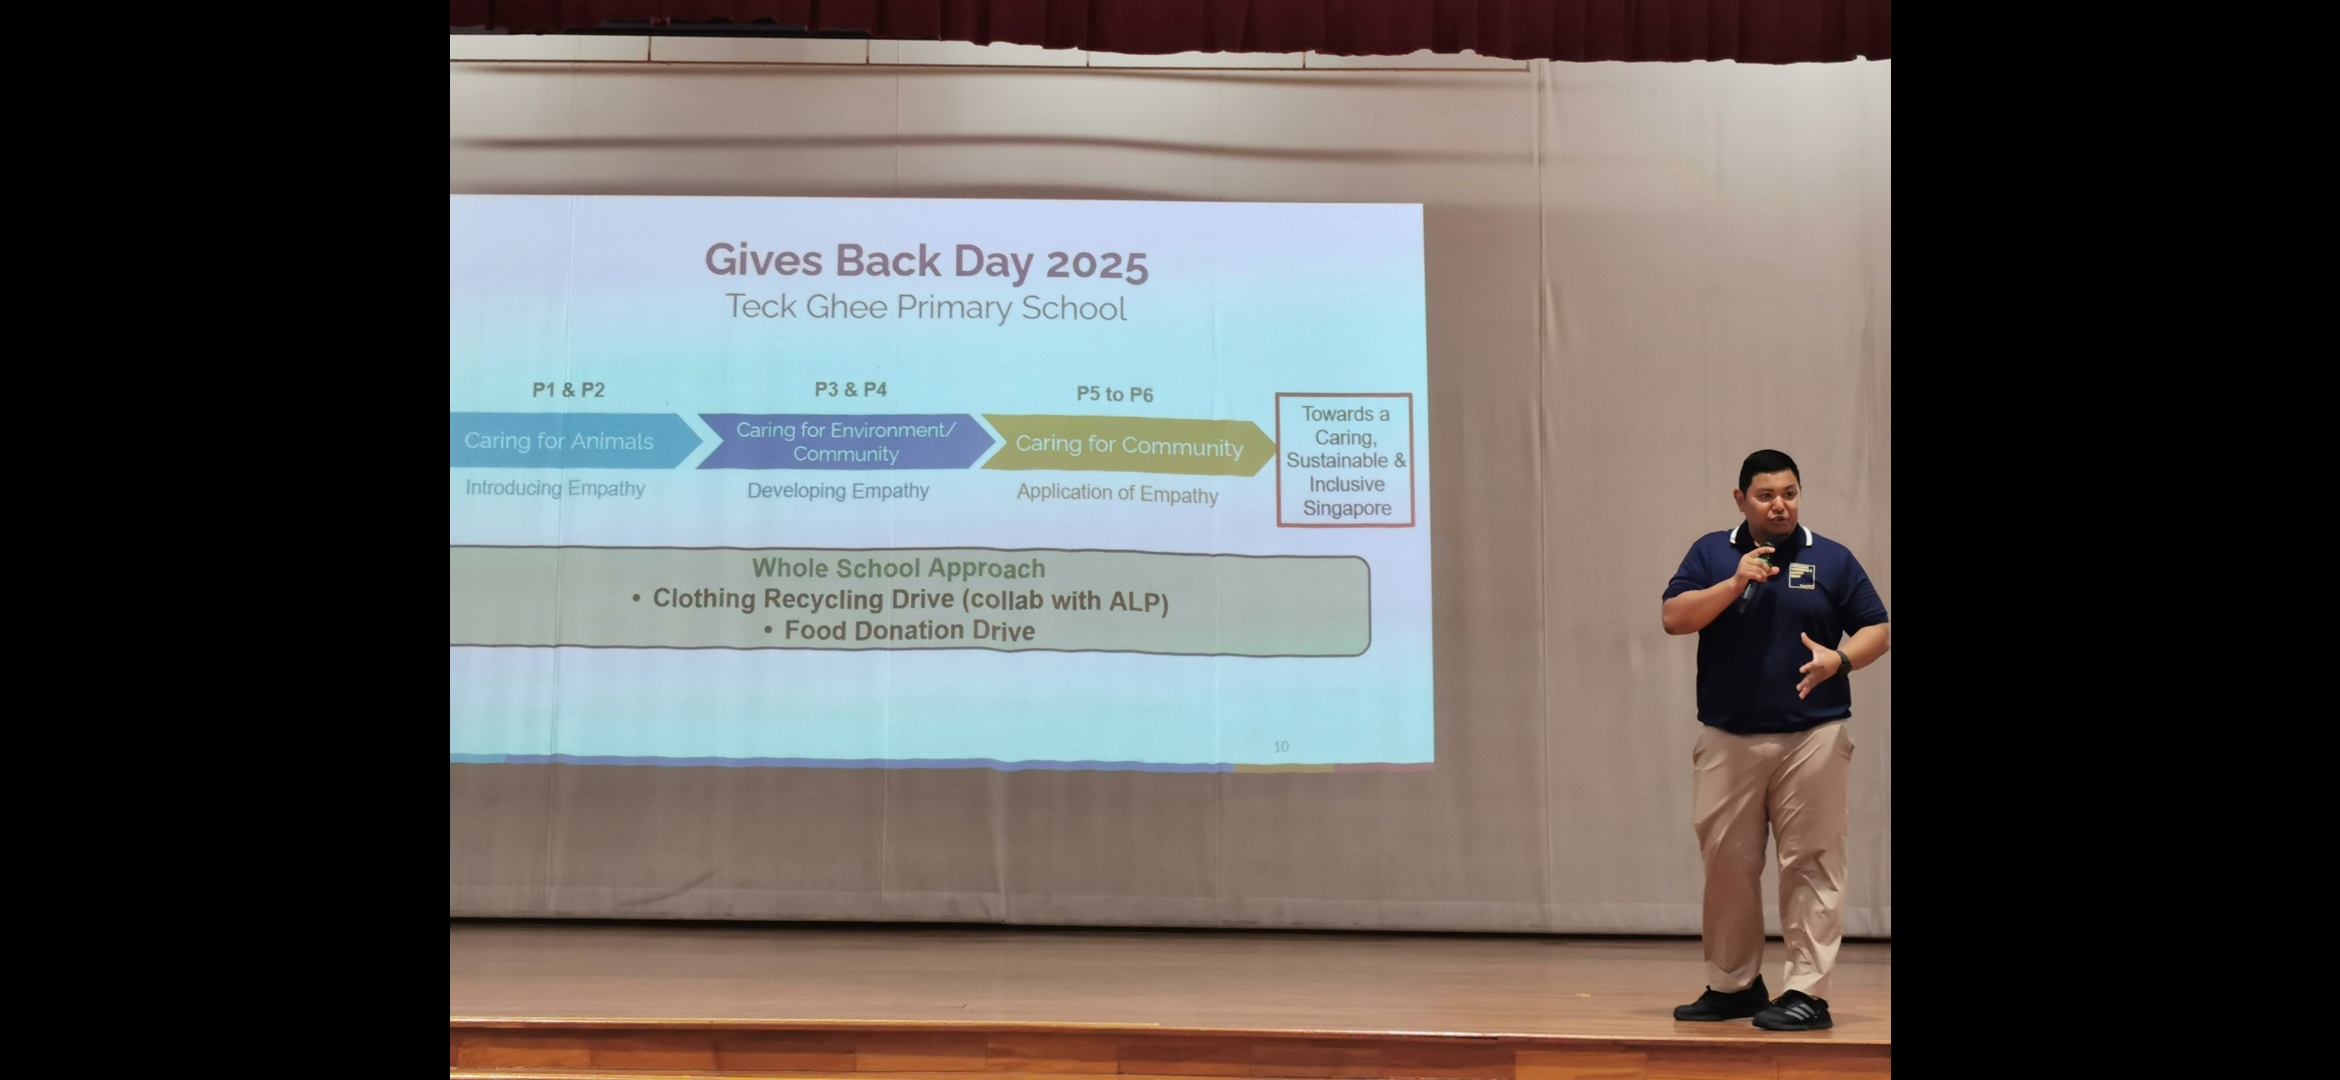 Gives Back Day 2025
Teck Ghee Primary School
P1 & P2
P3 & P4
P5 to P6
Caring for Animals
Caring for Environment/
Community
Caring for Community
Introducing Empathy
Developing Empathy
Application of Empathy
Towards a
Caring,
Sustainable &
Inclusive
Singapore
Whole School Approach
• Clothing Recycling Drive (collab with ALP)
• Food Donation Drive
10